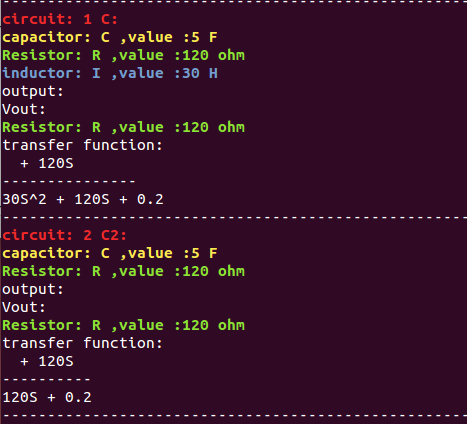 -----------------------------------------------------
circuit: 1 C:
capacitor: C ,value :5 F
Resistor: R ,value :120 ohm
inductor: I ,value :30 H
output:
Vout:
Resistor: R ,value :120 ohm
transfer function:
  + 120S
---------------
30S^2 + 120S + 0.2
-----------------------------------------------------
circuit: 2 C2:
capacitor: C ,value :5 F
Resistor: R ,value :120 ohm
output:
Vout:
Resistor: R ,value :120 ohm
transfer function:
  + 120S
----------
120S + 0.2
-----------------------------------------------------